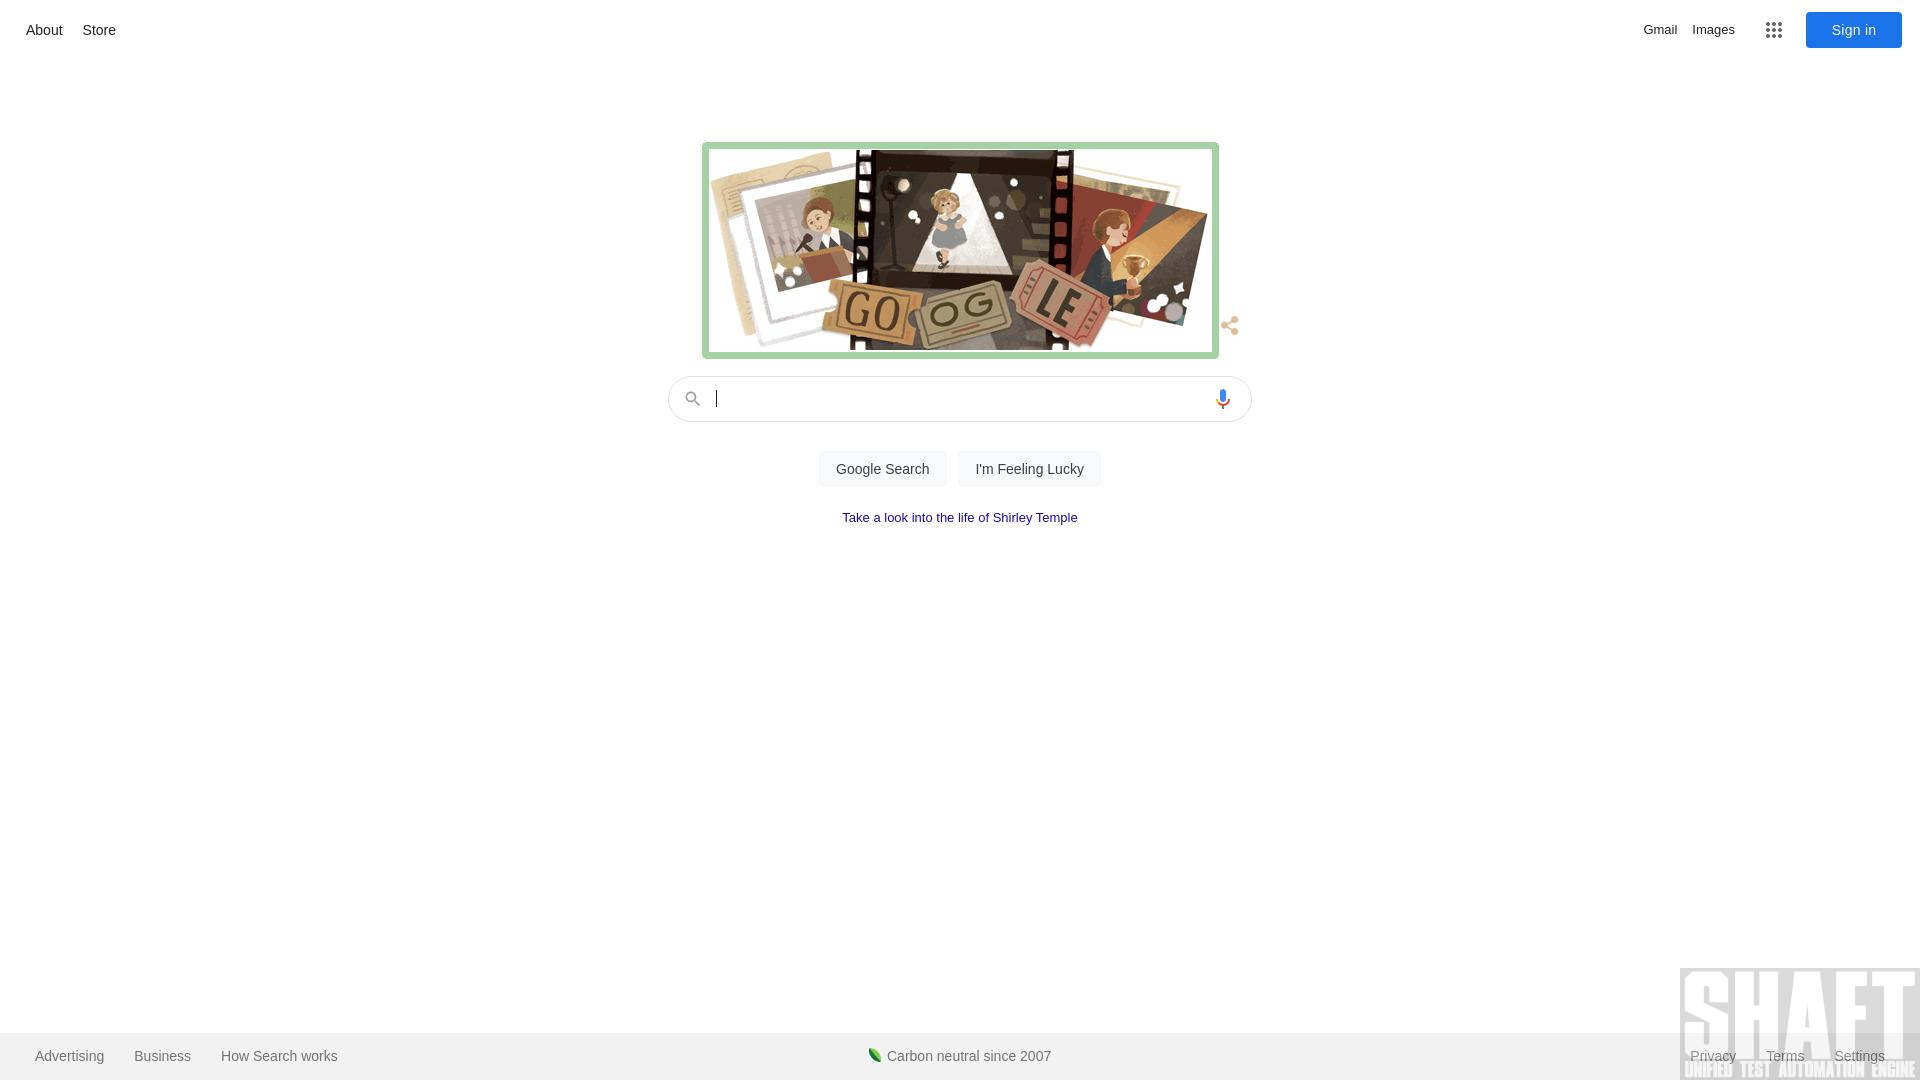 About Store Gmail Images Sign in
GO OG LE
Google Search I'm Feeling Lucky
Take a look into the life of Shirley Temple
SHAFT
Advertising Business How Search works Carbon neutral since 2007 Privacy Terms Settings
UNIFIED TEST AUTOMATION ENGINE